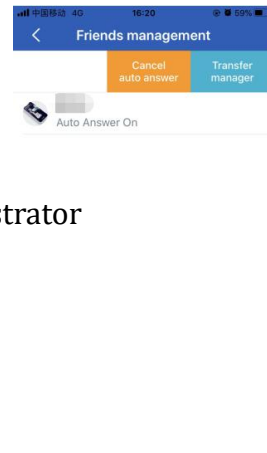 中国移动 4G 16:20 59%
Friends management
Cancel auto answer
Transfer manager
Auto Answer On
strator